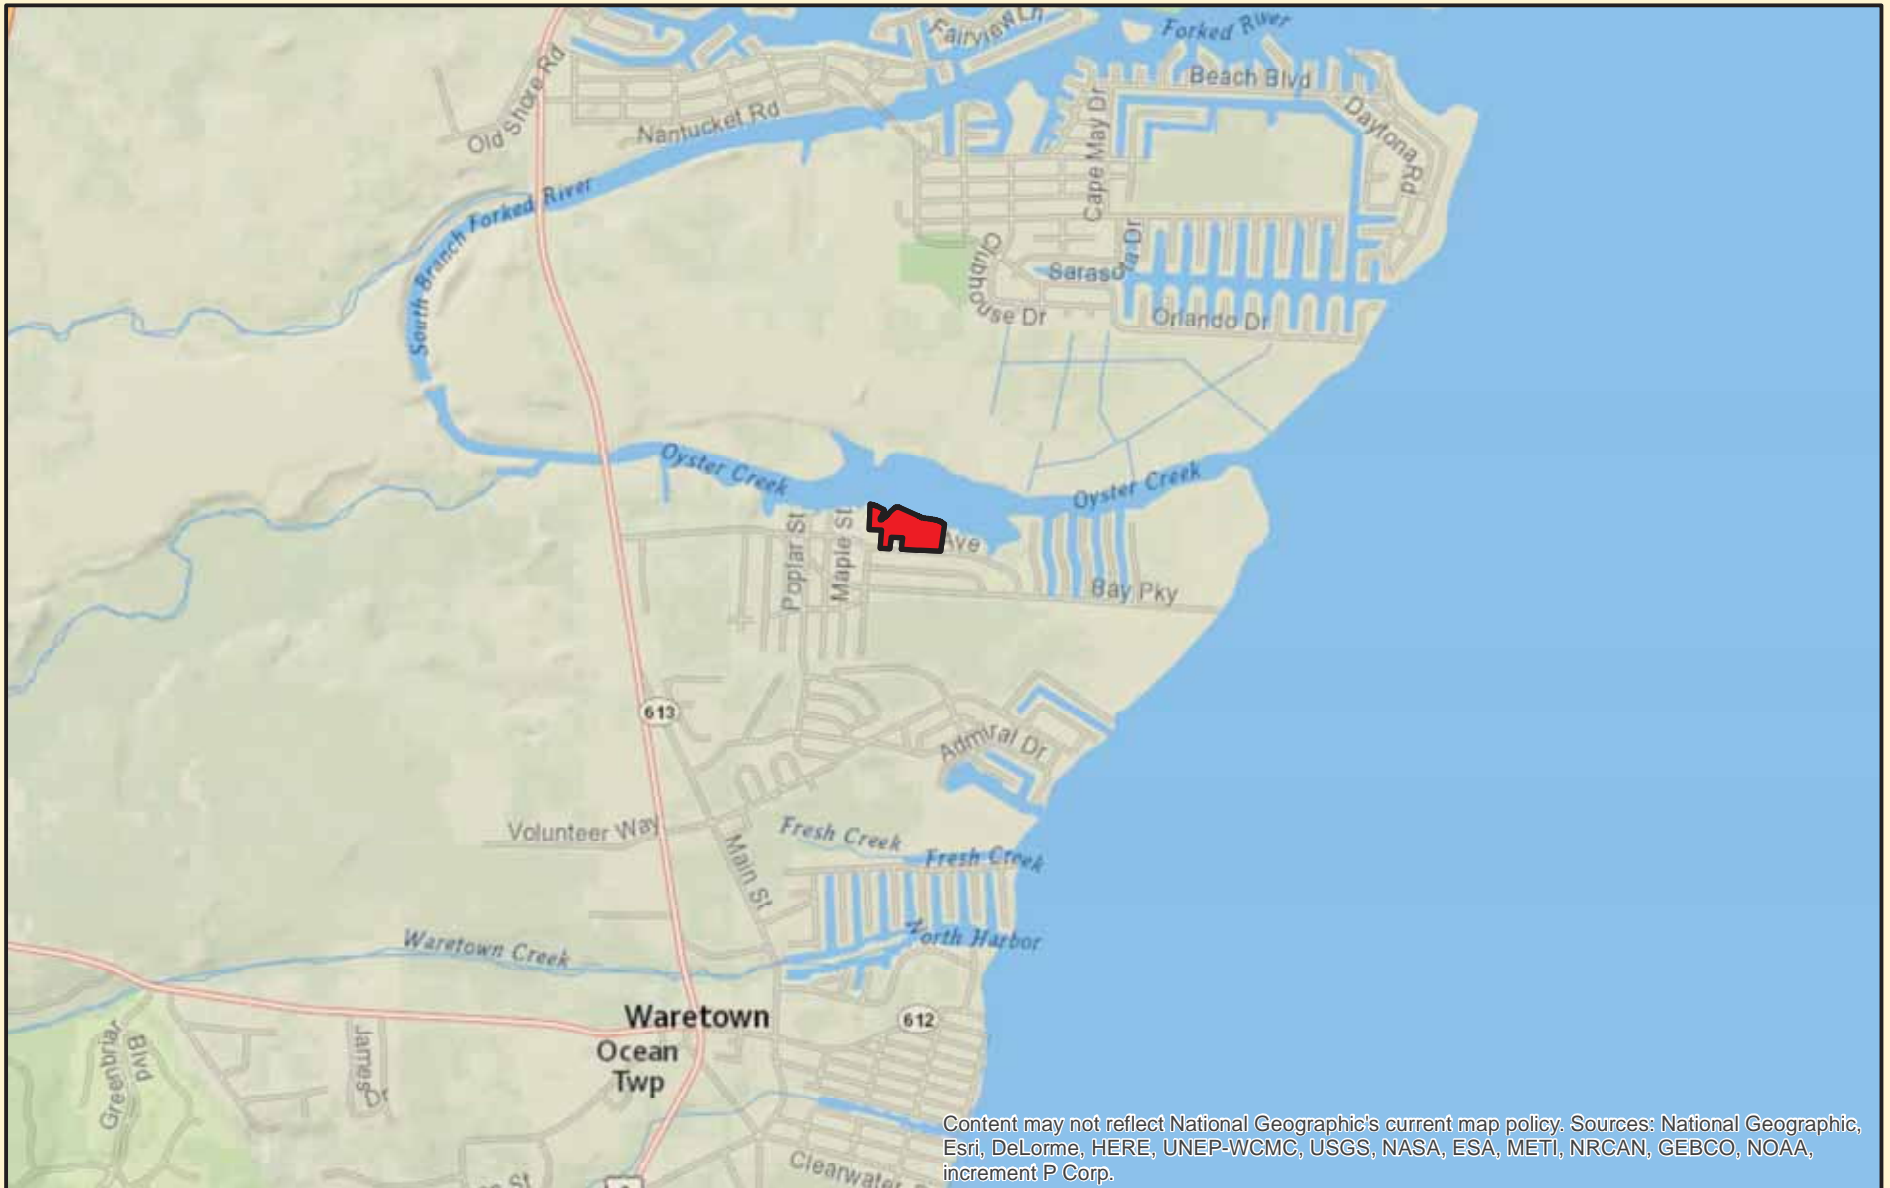 Fairview Ln
Forked River
Beach Blvd
Old Shore Rd
Nantucket Rd
Cape May Dr
Daytona Rd
South Branch Forked River
Clubhouse Dr
Sarasota Dr
Orlando Dr
Oyster Creek
Oyster Creek
Poplar St
Maple St
Ave
Bay Pky
613
Admiral Dr
Volunteer Way
Main St
Fresh Creek
Fresh Creek
Waretown Creek
North Harbor
Waretown
612
Ocean
Twp
Greenbriar
Blvd
James
Dr
Clearwater
St
Content may not reflect National Geographic's current map policy. Sources: National Geographic,
Esri, DeLorme, HERE, UNEP-WCMC, USGS, NASA, ESA, METI, NRCAN, GEBCO, NOAA,
increment P Corp.